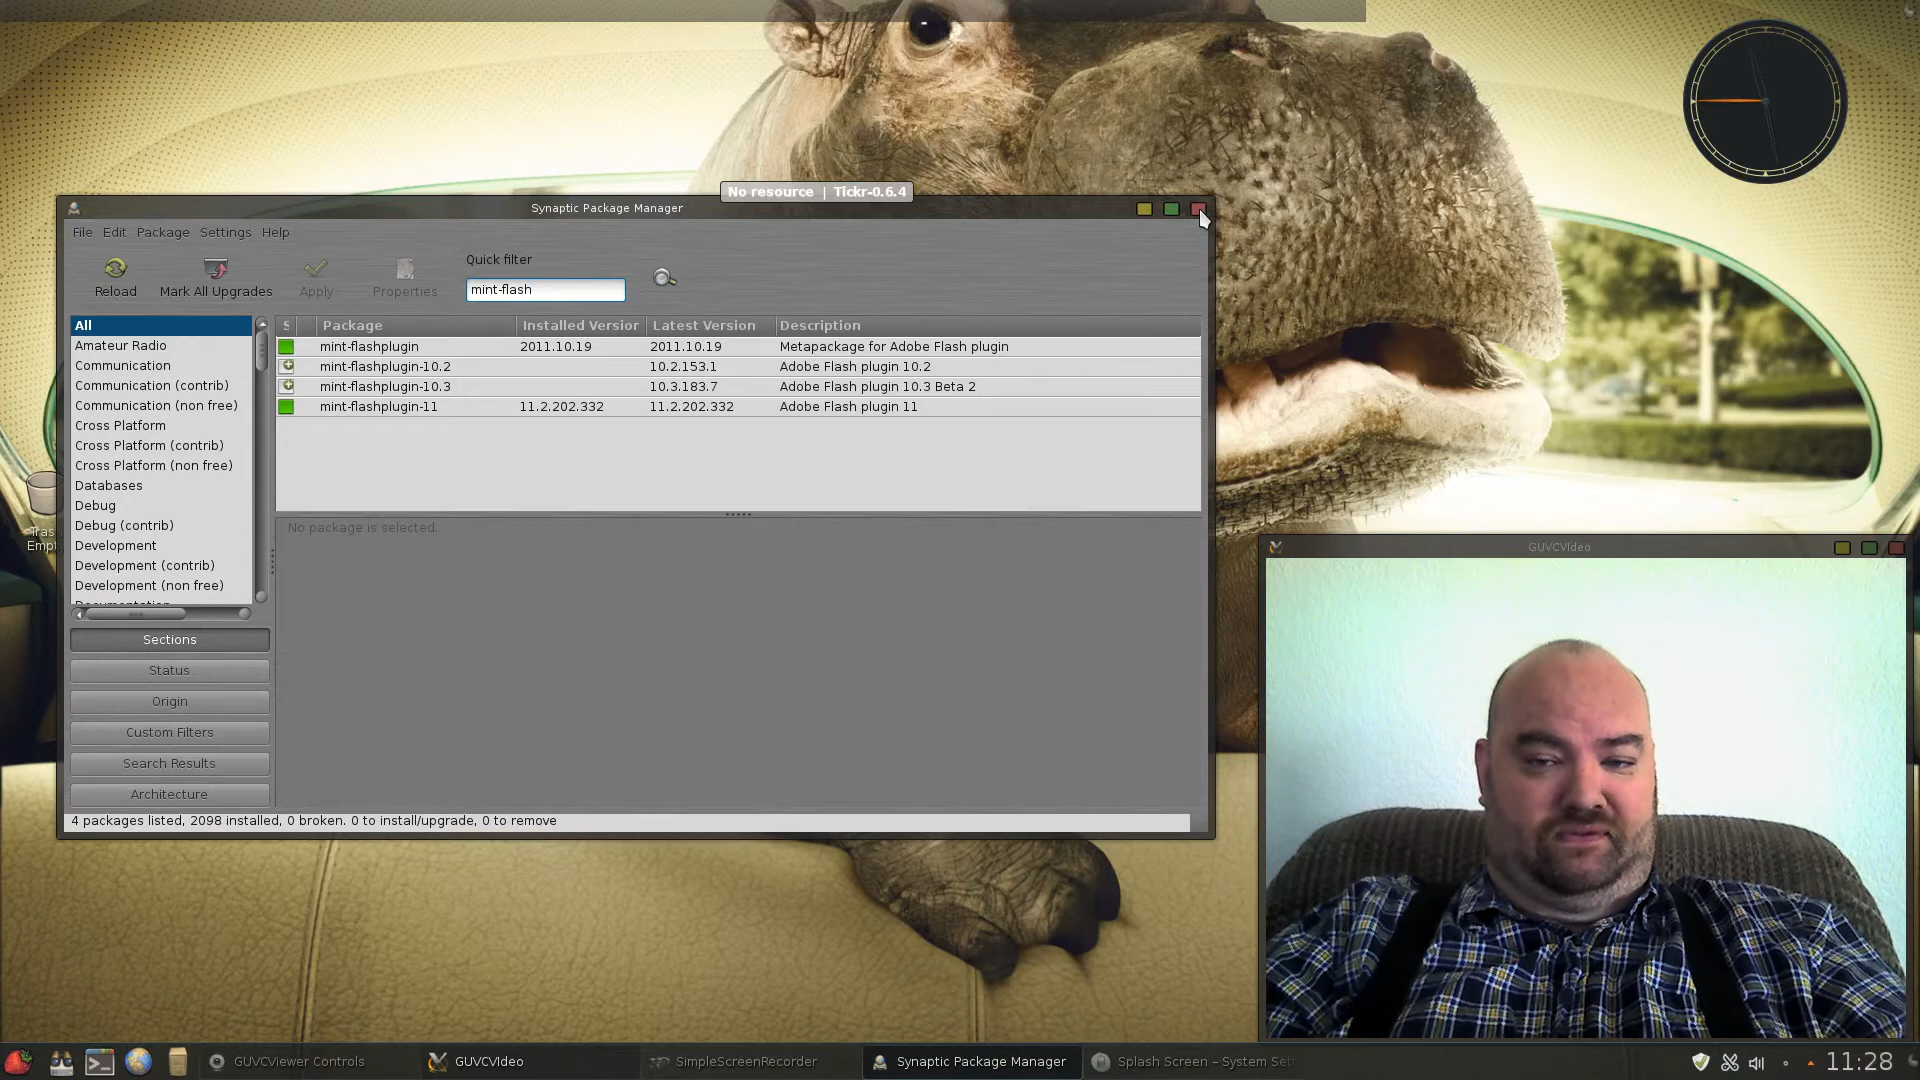 No resource | Tickr-0.6.4
Synaptic Package Manager
File Edit Package Settings Help
Quick filter
Reload Mark All Upgrades Apply Properties
mint-flash
All
Amateur Radio
Communication
Communication (contrib)
Communication (non free)
Cross Platform
Cross Platform (contrib)
Cross Platform (non free)
Databases
Debug
Debug (contrib)
Development
Development (contrib)
Development (non free)
S Package Installed Version Latest Version Description
mint-flashplugin 2011.10.19 2011.10.19 Metapackage for Adobe Flash plugin
mint-flashplugin-10.2 10.2.153.1 Adobe Flash plugin 10.2
mint-flashplugin-10.3 10.3.183.7 Adobe Flash plugin 10.3 Beta 2
mint-flashplugin-11 11.2.202.332 11.2.202.332 Adobe Flash plugin 11
No package is selected.
Sections
Status
Origin
Custom Filters
Search Results
Architecture
4 packages listed, 2098 installed, 0 broken. 0 to install/upgrade, 0 to remove
GUVCVideo
GUVCViewer Controls
GUVCVideo
SimpleScreenRecorder
Synaptic Package Manager
Splash Screen – System Set
11:28